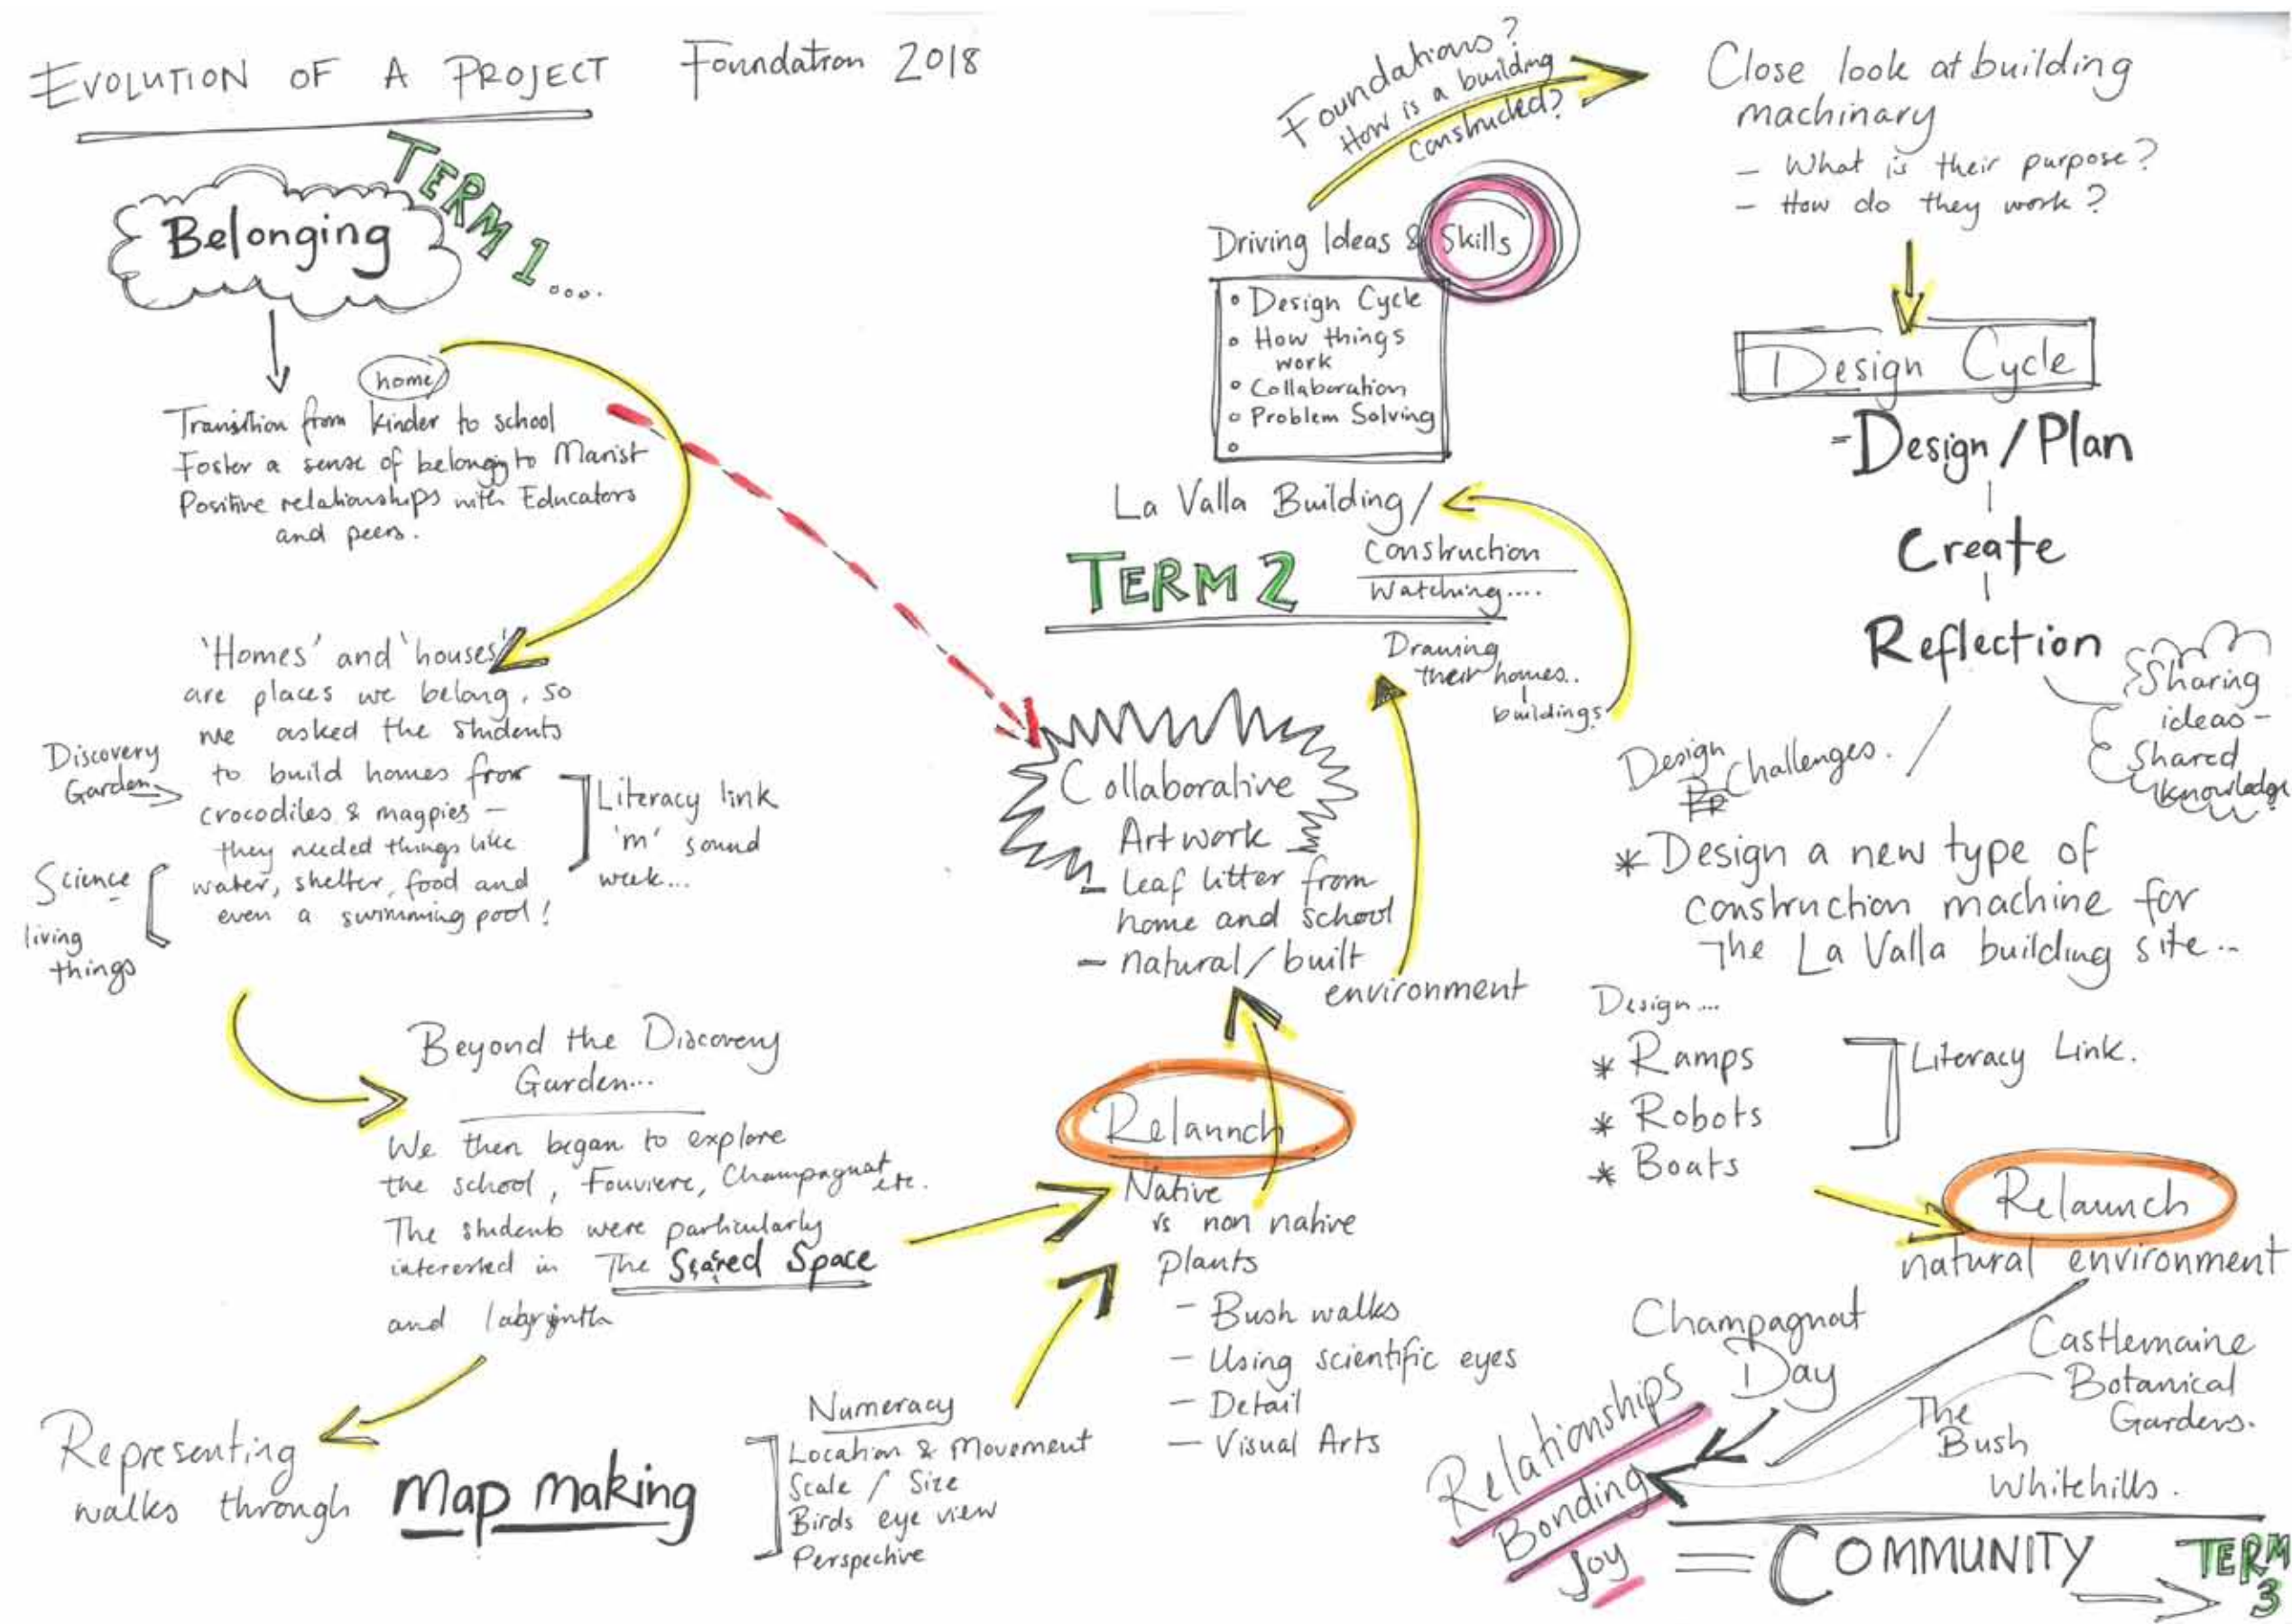 EVOLUTION OF A PROJECT Foundation 2018
TERM 1....
Belonging
home
Transition from kinder to school
Foster a sense of belonging to Marist
Positive relationships with Educators
and peers.
'Homes' and 'houses'
are places we belong, so
we asked the students
to build homes from
crocodiles & magpies –
they needed things like
water, shelter, food and
even a swimming pool!
Discovery
Garden
Science
living
things
Literacy link
'm' sound
week...
Beyond the Discovery
Garden...
We then began to explore
the school, Fouviere, Champagnat
etc.
The students were particularly
interested in The Scared Space
and labyrinth
Representing
walks through
Map Making
Numeracy
Location & Movement
Scale / Size
Birds eye view
Perspective
Relaunch
Native
vs non native
Plants
- Bush walks
- Using scientific eyes
- Detail
- Visual Arts
Collaborative
Artwork
- Leaf litter from
home and school
- natural / built
environment
Drawing
their homes..
buildings
TERM 2
La Valla Building /
Construction
Watching....
Driving Ideas & Skills
• Design Cycle
• How things
work
• Collaboration
• Problem Solving
•
Foundations?
How is a building
constructed?
Close look at building
machinary
- What is their purpose?
- How do they work?
Design Cycle
- Design / Plan
Create
Reflection
Sharing
ideas –
Shared
knowledge
Design
Challenges.
* Design a new type of
construction machine for
The La Valla building site...
Design...
* Ramps
* Robots
* Boats
Literacy Link.
Relaunch
natural environment
Champagnat
Day
Castlemaine
Botanical
Gardens.
The
Bush
Whitehills.
Relationships
Bonding
Joy
= COMMUNITY
TERM
3